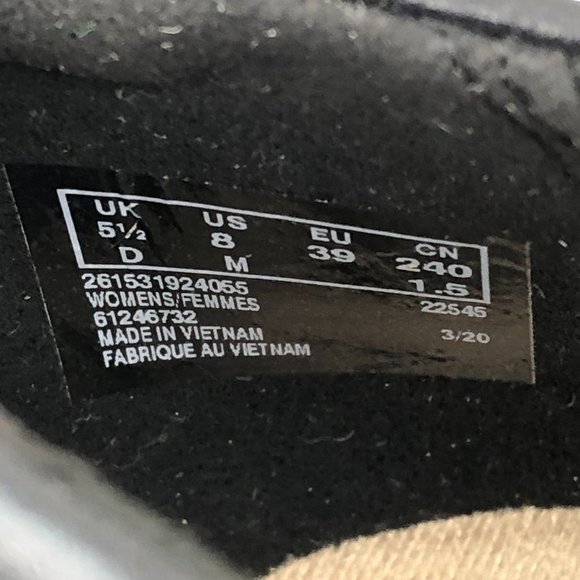 UK US EU CN
5½ 8 39 240
D M 1.5
261531924055 22545
WOMENS/FEMMES
61246732 3/20
MADE IN VIETNAM
FABRIQUE AU VIETNAM